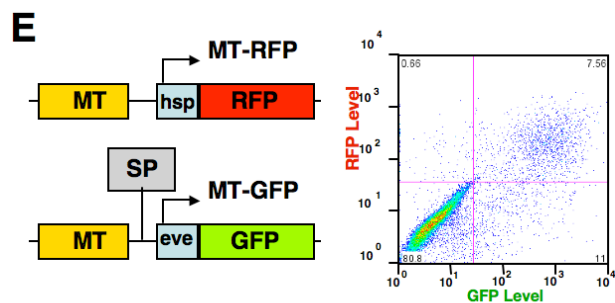 E
MT-RFP
MT
hsp
RFP
SP
MT-GFP
MT
eve
GFP
10 4
10 3
10 2
10 1
10 0
RFP Level
0.66
7.56
80.8
11
10 0
10 1
10 2
10 3
10 4
GFP Level